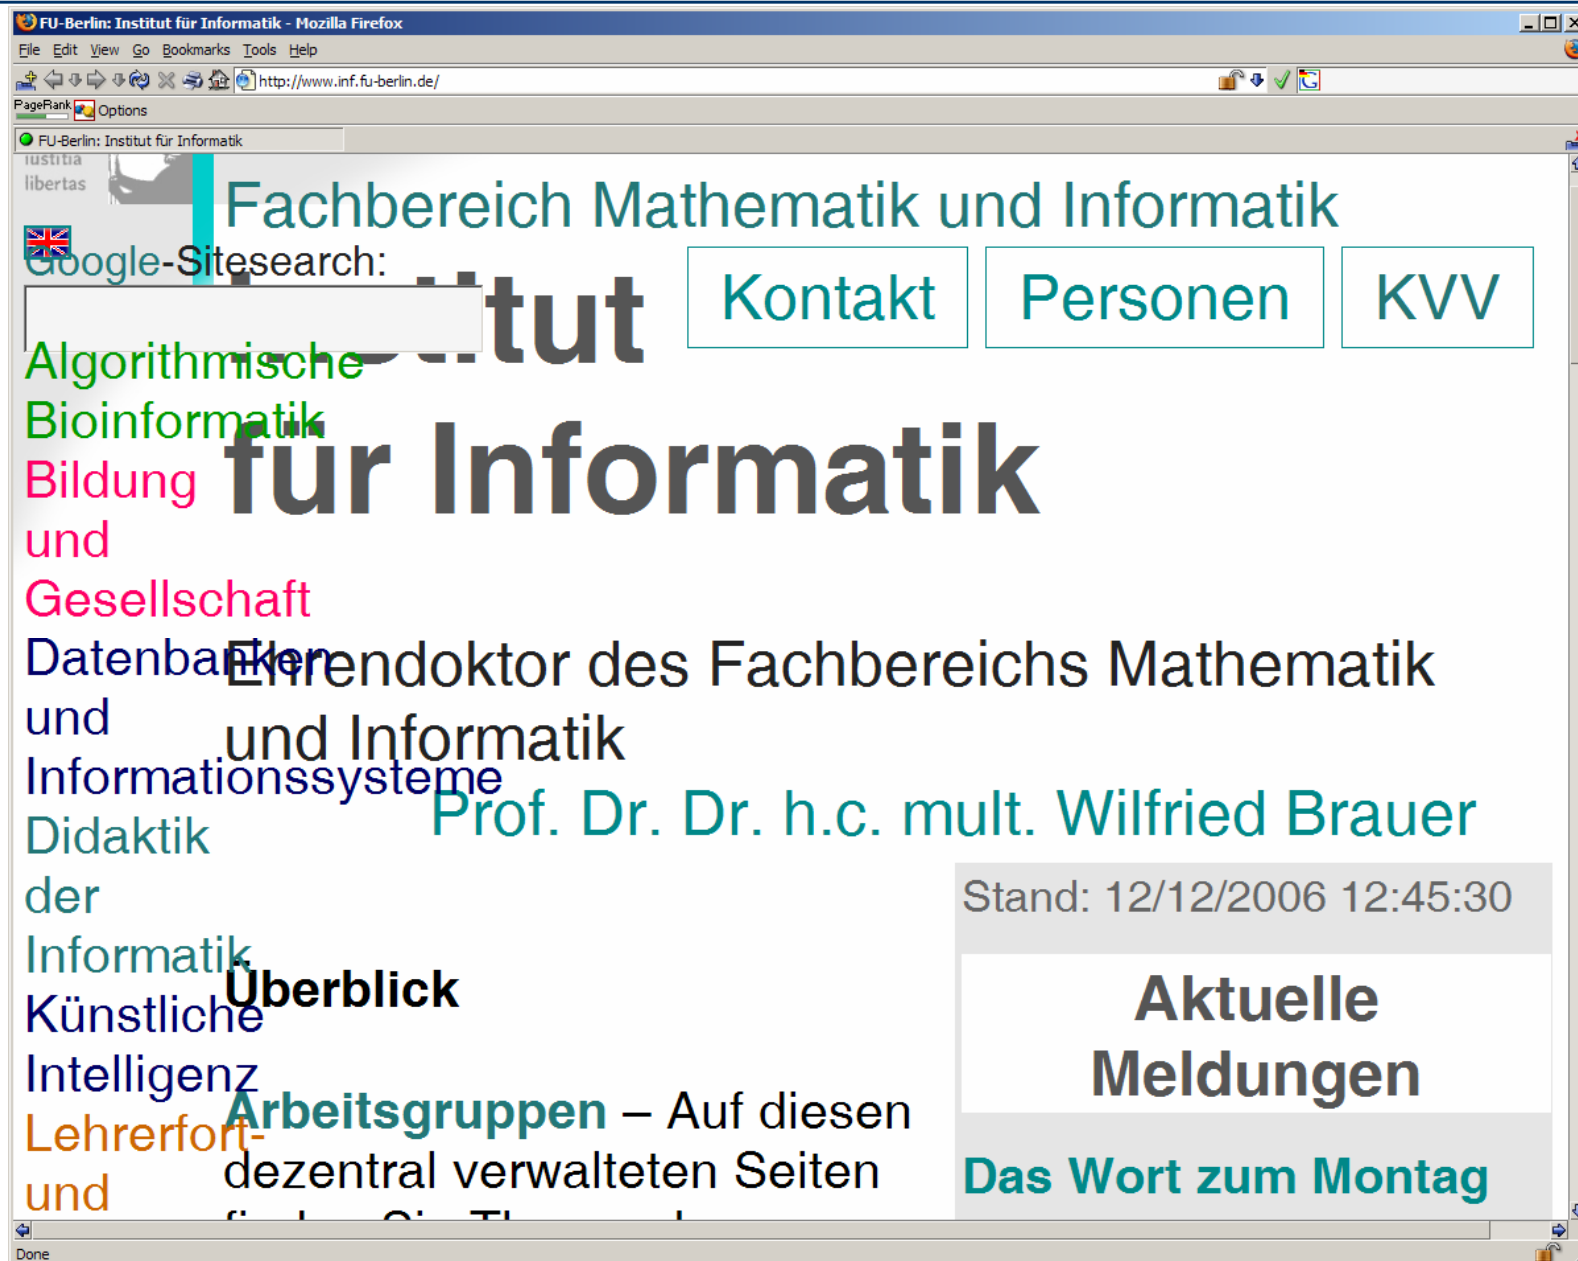 FU-Berlin: Institut für Informatik - Mozilla Firefox
File Edit View Go Bookmarks Tools Help
http://www.inf.fu-berlin.de/
PageRank Options
FU-Berlin: Institut für Informatik
iustitia
libertas
Fachbereich Mathematik und Informatik
Google-Sitesearch:
Kontakt Personen KVV
Institut
für Informatik
Algorithmische
Bioinformatik
Bildung
und
Gesellschaft
Datenbanken
und
Informationssysteme
Didaktik
der
Informatik
Künstliche
Intelligenz
Lehrerfort-
und
Ehrendoktor des Fachbereichs Mathematik
und Informatik
Prof. Dr. Dr. h.c. mult. Wilfried Brauer
Überblick
Arbeitsgruppen – Auf diesen
dezentral verwalteten Seiten
Stand: 12/12/2006 12:45:30
Aktuelle
Meldungen
Das Wort zum Montag
Done